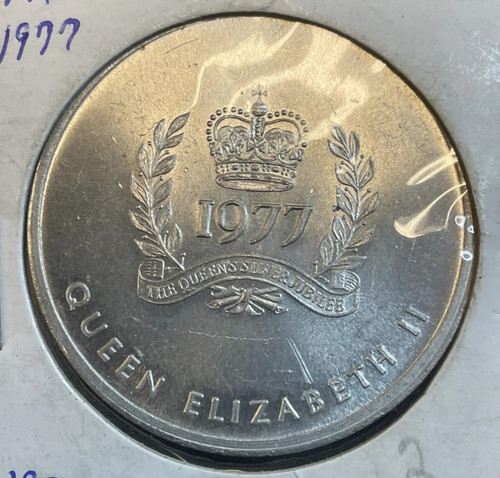 1977
1977
THE QUEEN'S SILVER JUBILEE
QUEEN ELIZABETH II